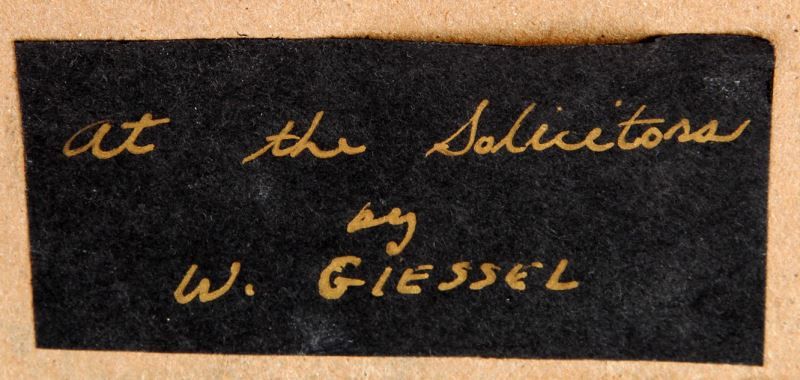 At the Solicitors
by
W. GIESSEL